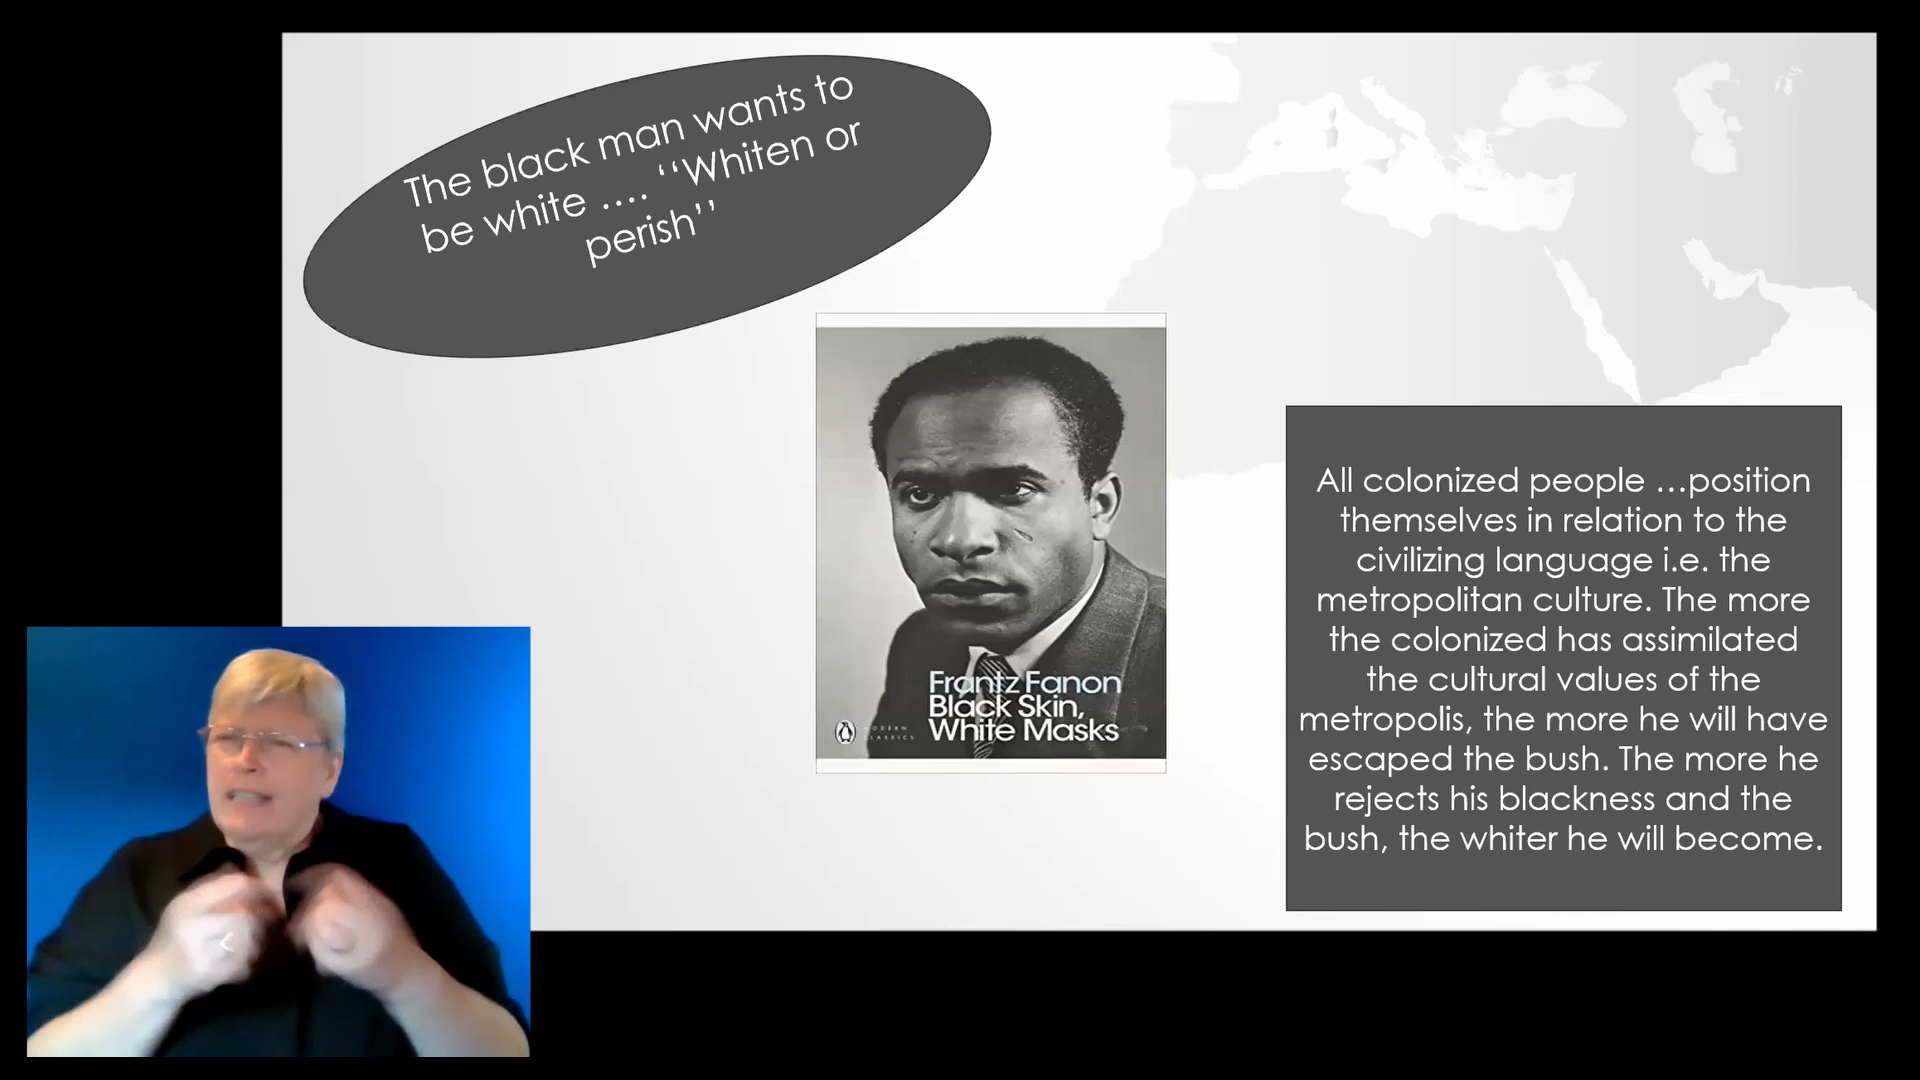 The black man wants to
be white .... ‘‘Whiten or
perish’’
Frantz Fanon
Black Skin,
White Masks
MODERN
CLASSICS
All colonized people …position
themselves in relation to the
civilizing language i.e. the
metropolitan culture. The more
the colonized has assimilated
the cultural values of the
metropolis, the more he will have
escaped the bush. The more he
rejects his blackness and the
bush, the whiter he will become.